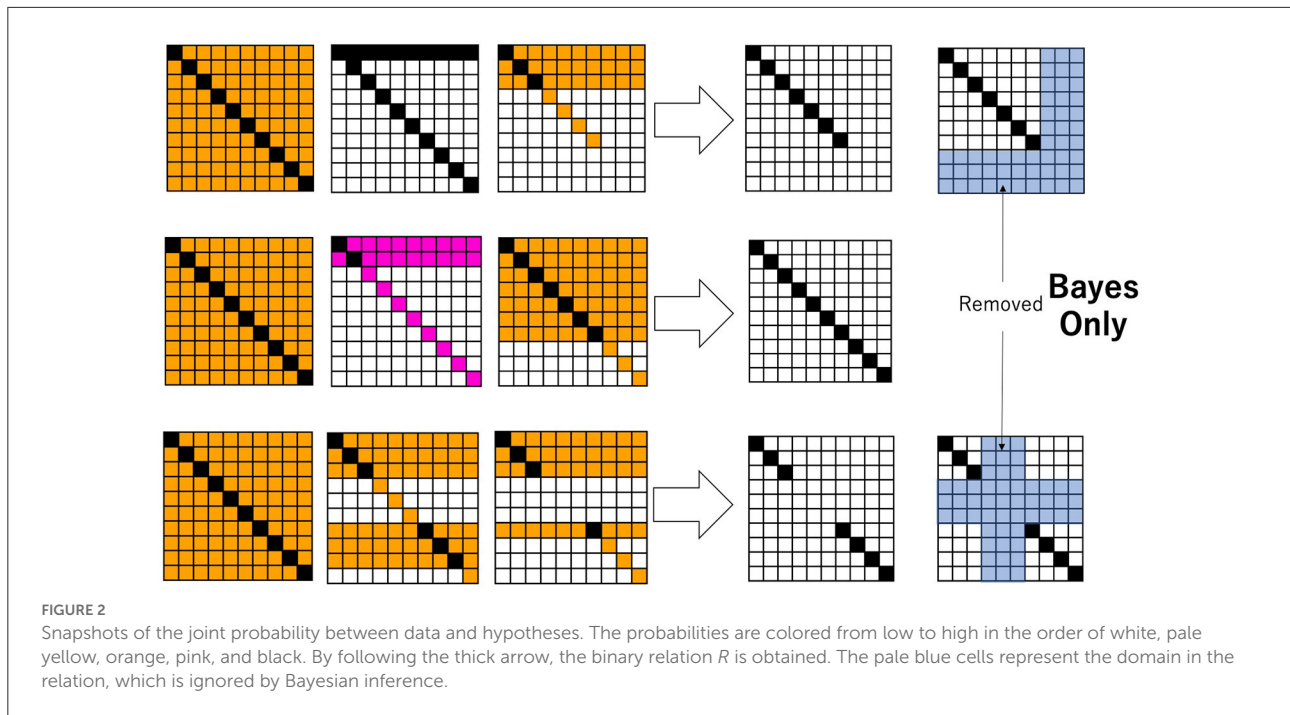 Removed
Bayes
Only
FIGURE 2
Snapshots of the joint probability between data and hypotheses. The probabilities are colored from low to high in the order of white, pale
yellow, orange, pink, and black. By following the thick arrow, the binary relation R is obtained. The pale blue cells represent the domain in the
relation, which is ignored by Bayesian inference.